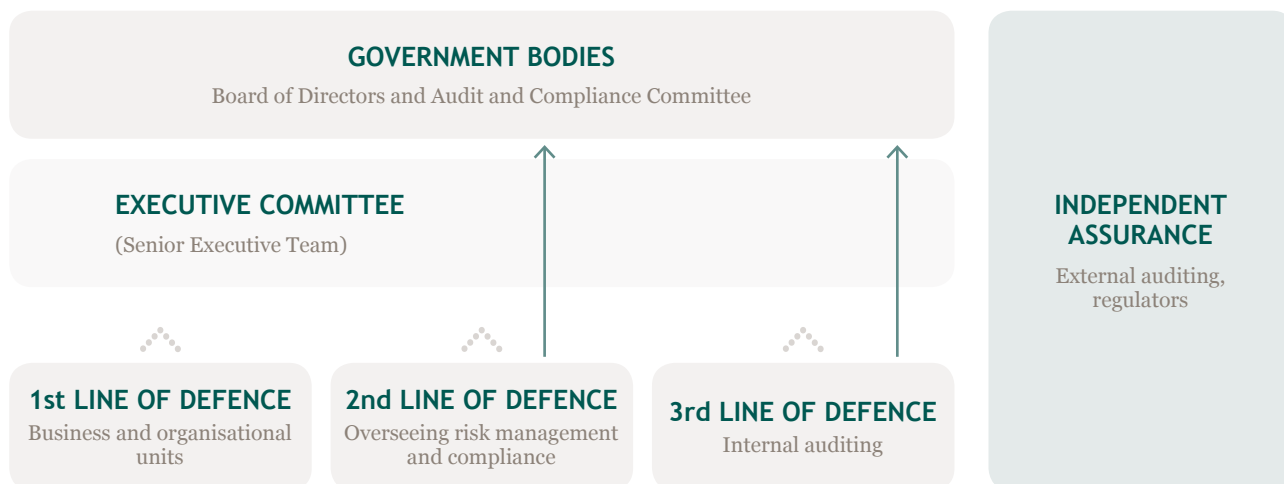 GOVERNMENT BODIES
Board of Directors and Audit and Compliance Committee
EXECUTIVE COMMITTEE
(Senior Executive Team)
INDEPENDENT
ASSURANCE
External auditing,
regulators
1st LINE OF DEFENCE
Business and organisational
units
2nd LINE OF DEFENCE
Overseeing risk management
and compliance
3rd LINE OF DEFENCE
Internal auditing